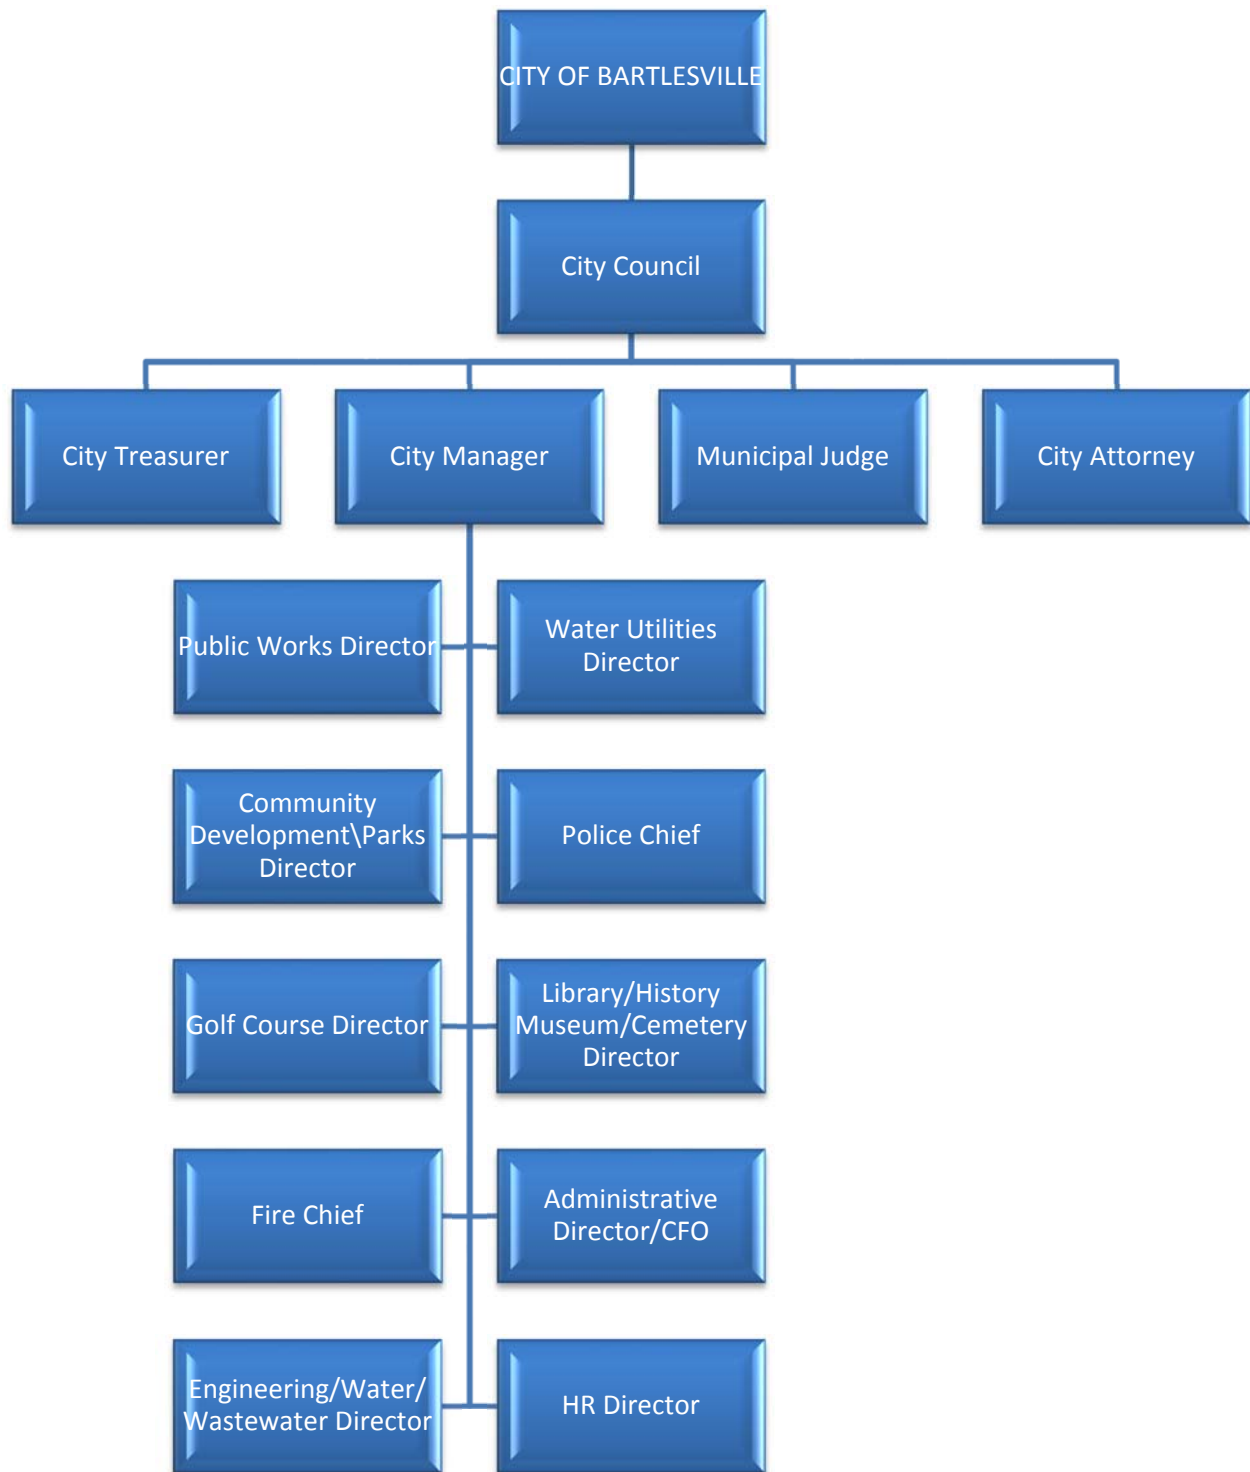 CITY OF BARTLESVILLE
City Council
City Treasurer
City Manager
Municipal Judge
City Attorney
Public Works Director
Water Utilities
Director
Community
Development\Parks
Director
Police Chief
Golf Course Director
Library/History
Museum/Cemetery
Director
Fire Chief
Administrative
Director/CFO
Engineering/Water/
Wastewater Director
HR Director